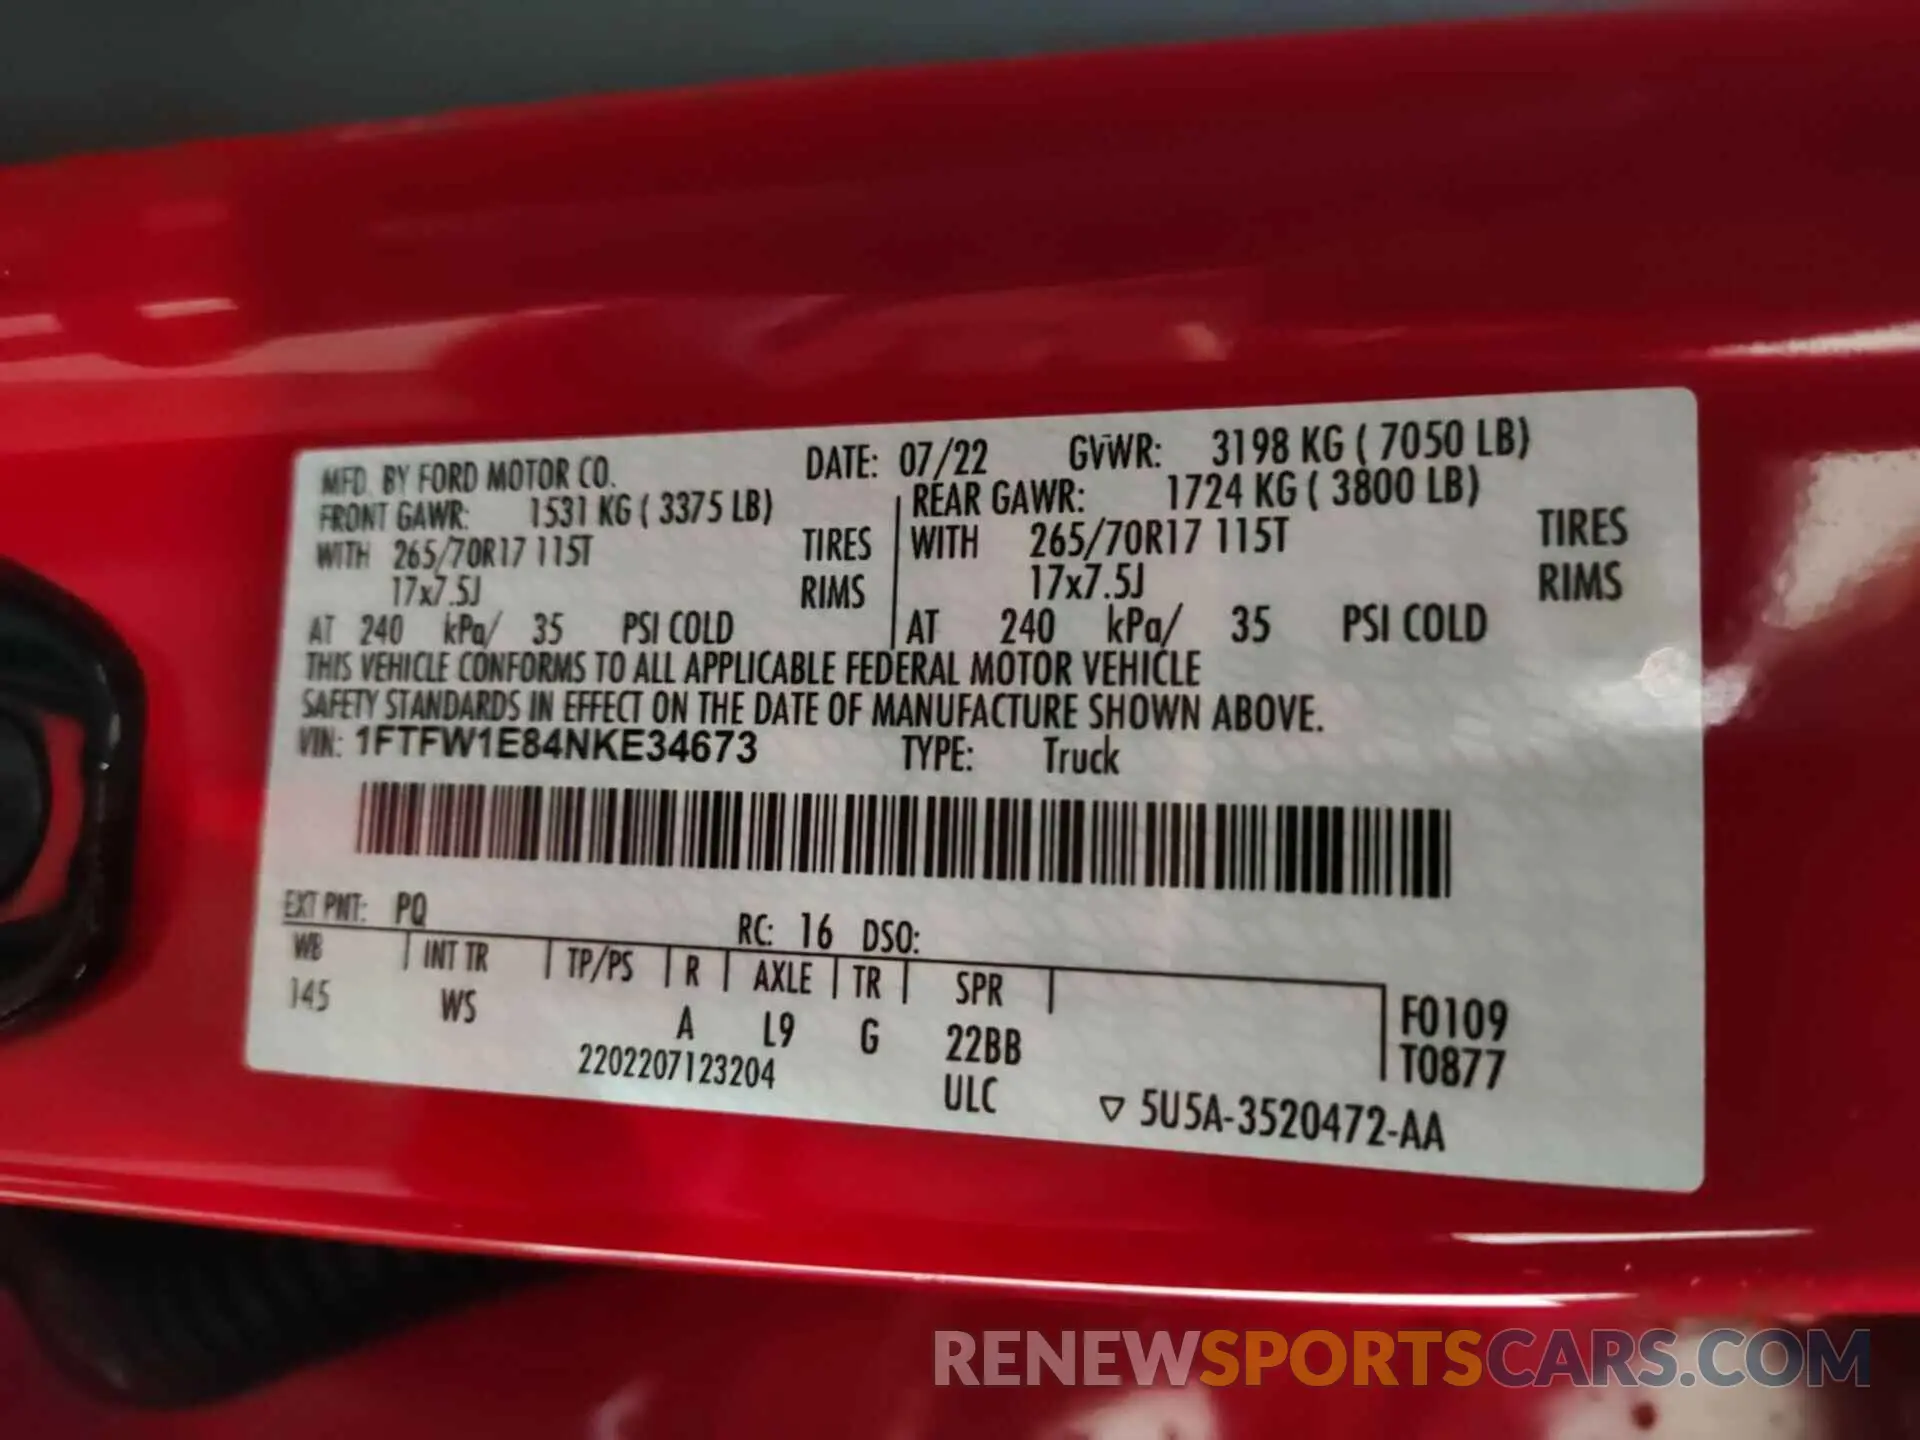 MFD. BY FORD MOTOR CO. DATE: 07/22 GVWR: 3198 KG ( 7050 LB)
FRONT GAWR: 1531 KG ( 3375 LB) REAR GAWR: 1724 KG ( 3800 LB)
WITH 265/70R17 115T TIRES WITH 265/70R17 115T TIRES
17x7.5J RIMS 17x7.5J RIMS
AT 240 kPa/ 35 PSI COLD AT 240 kPa/ 35 PSI COLD
THIS VEHICLE CONFORMS TO ALL APPLICABLE FEDERAL MOTOR VEHICLE
SAFETY STANDARDS IN EFFECT ON THE DATE OF MANUFACTURE SHOWN ABOVE.
VIN: 1FTFW1E84NKE34673 TYPE: Truck
EXT PNT: PQ RC: 16 DSO:
WB INT TR TP/PS R AXLE TR SPR
145 WS A L9 G 22BB F0109
2202207123204 ULC T0877
▽ 5U5A-3520472-AA
RENEWSPORTSCARS.COM